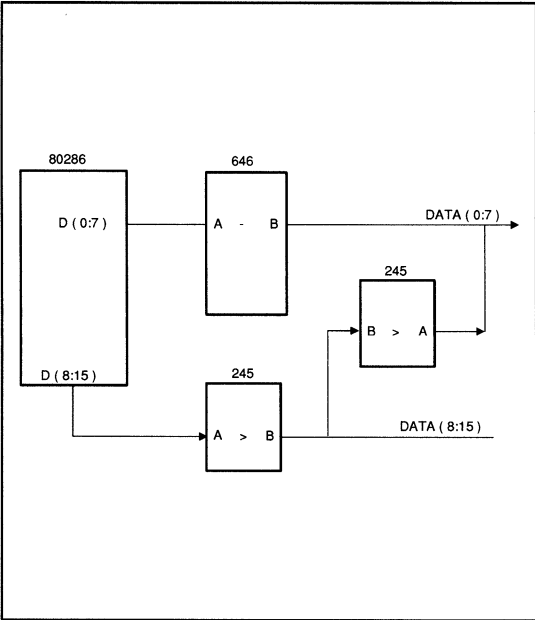 80286
646
D ( 0:7 )
A - B
DATA ( 0:7 )
245
B > A
D ( 8:15 )
245
A > B
DATA ( 8:15 )